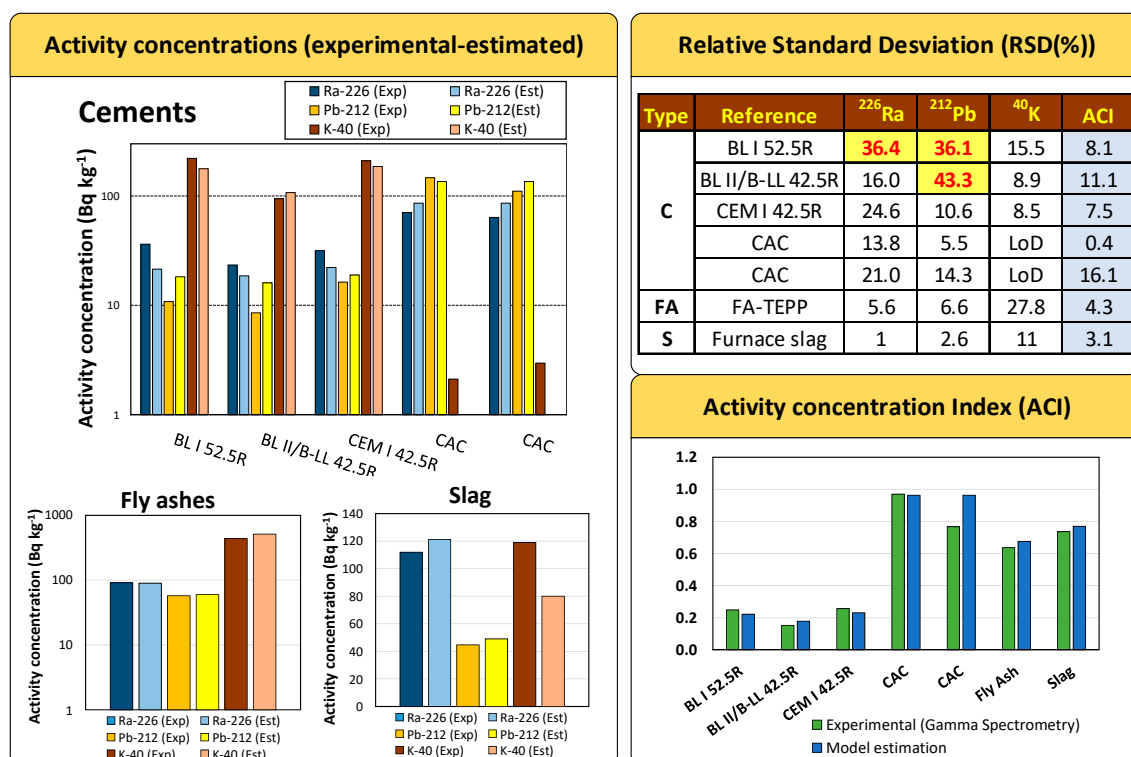 Activity concentrations (experimental-estimated)
Cements
Ra-226 (Exp) Ra-226 (Est)
Pb-212 (Exp) Pb-212(Est)
K-40 (Exp) K-40 (Est)
Activity concentration (Bq kg⁻¹)
100
10
1
BL I 52.5R
BL II/B-LL 42.5R
CEM I 42.5R
CAC
CAC
Fly ashes
Activity concentration (Bq kg⁻¹)
1000
100
10
1
Ra-226 (Exp) Ra-226 (Est)
Pb-212 (Exp) Pb-212 (Est)
K-40 (Exp) K-40 (Est)
Slag
Activity concentration (Bq kg⁻¹)
140
120
100
80
60
40
20
0
Ra-226 (Exp) Ra-226 (Est)
Pb-212 (Exp) Pb-212 (Est)
K-40 (Exp) K-40 (Est)
Relative Standard Desviation (RSD(%))
Type Reference ²²⁶Ra ²¹²Pb ⁴⁰K ACI
C
BL I 52.5R 36.4 36.1 15.5 8.1
BL II/B-LL 42.5R 16.0 43.3 8.9 11.1
CEM I 42.5R 24.6 10.6 8.5 7.5
CAC 13.8 5.5 LoD 0.4
CAC 21.0 14.3 LoD 16.1
FA FA-TEPP 5.6 6.6 27.8 4.3
S Furnace slag 1 2.6 11 3.1
Activity concentration Index (ACI)
1.2
1.0
0.8
0.6
0.4
0.2
0.0
BL I 52.5R
BL II/B-LL 42.5R
CEM I 42.5R
CAC
CAC
Fly Ash
Slag
Experimental (Gamma Spectrometry)
Model estimation